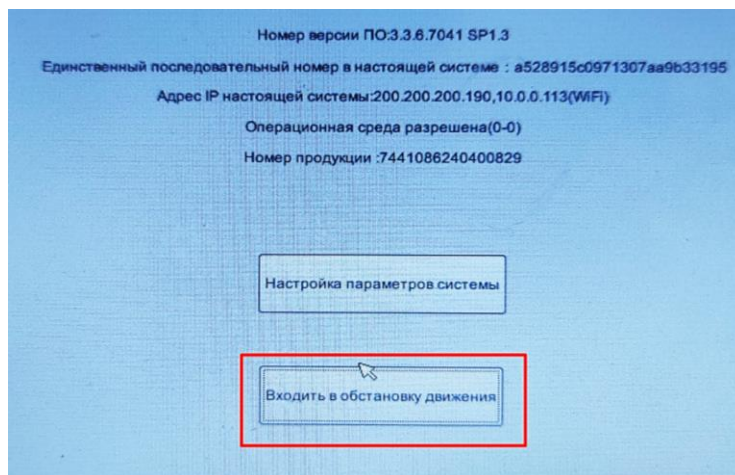 Номер версии ПО:3.3.6.7041 SP1.3
Единственный последовательный номер в настоящей системе : a528915c0971307aa9b33195
Адрес IP настоящей системы:200.200.200.190,10.0.0.113(WiFi)
Операционная среда разрешена(0-0)
Номер продукции :7441086240400829
Настройка параметров системы
Входить в обстановку движения